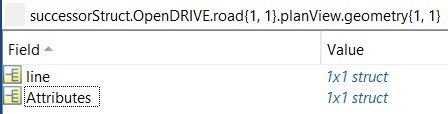 successorStruct.OpenDRIVE.road{1, 1}.planView.geometry{1, 1}
Field Value
line 1x1 struct
Attributes 1x1 struct